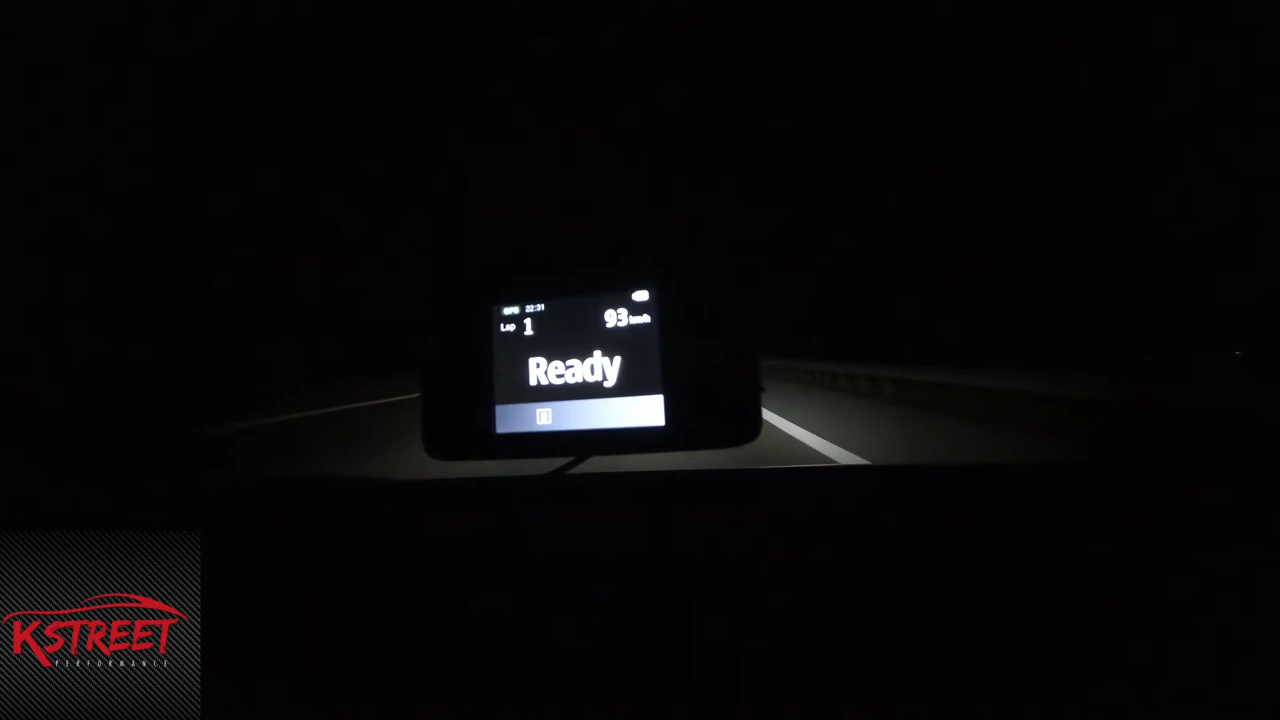 GPS 22:31
Lap 1 93 km/h
Ready
KSTREET
PERFORMANCE